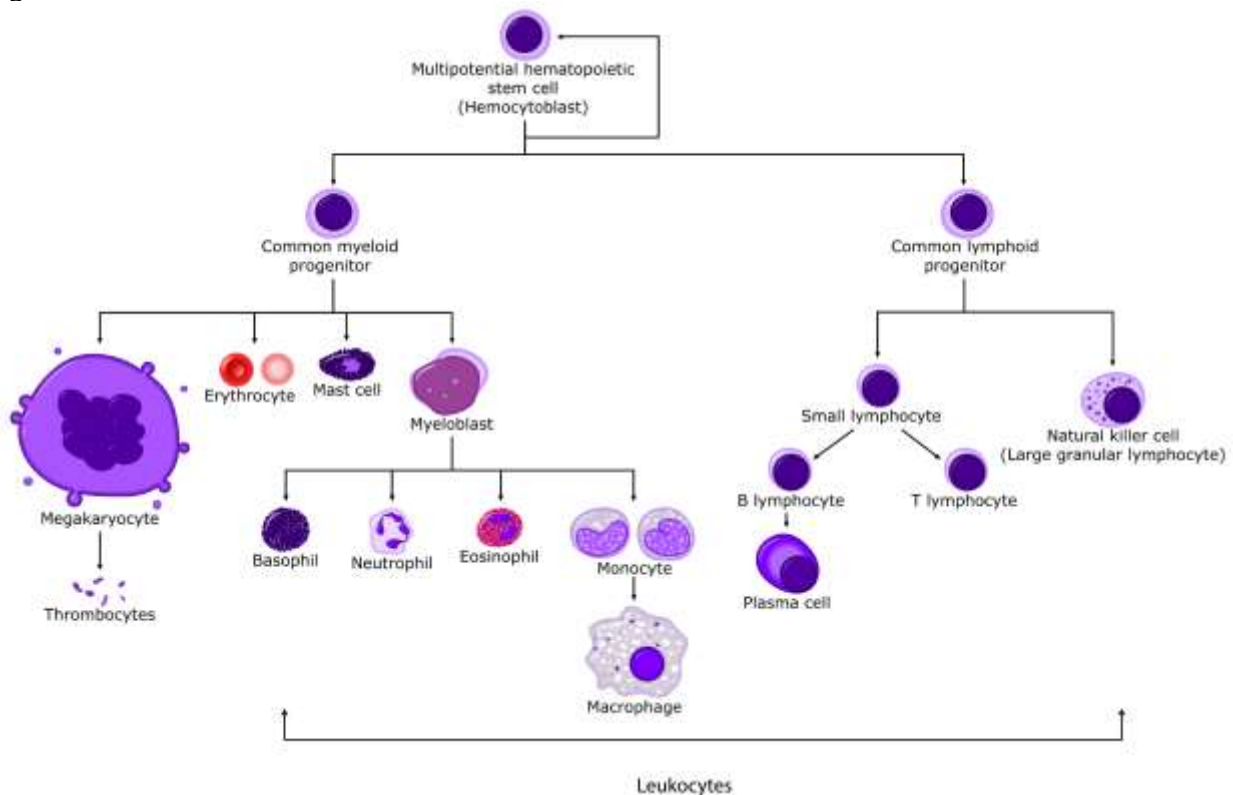 Multipotential hematopoietic
stem cell
(Hemocytoblast)
Common myeloid
progenitor
Common lymphoid
progenitor
Erythrocyte
Mast cell
Myeloblast
Small lymphocyte
Natural killer cell
(Large granular lymphocyte)
B lymphocyte
T lymphocyte
Megakaryocyte
Basophil
Neutrophil
Eosinophil
Monocyte
Plasma cell
Thrombocytes
Macrophage
Leukocytes